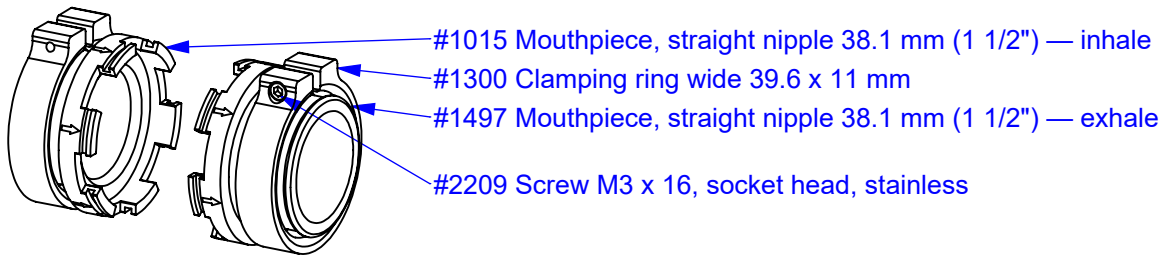 #1015 Mouthpiece, straight nipple 38.1 mm (1 1/2") — inhale
#1300 Clamping ring wide 39.6 x 11 mm
#1497 Mouthpiece, straight nipple 38.1 mm (1 1/2") — exhale
#2209 Screw M3 x 16, socket head, stainless